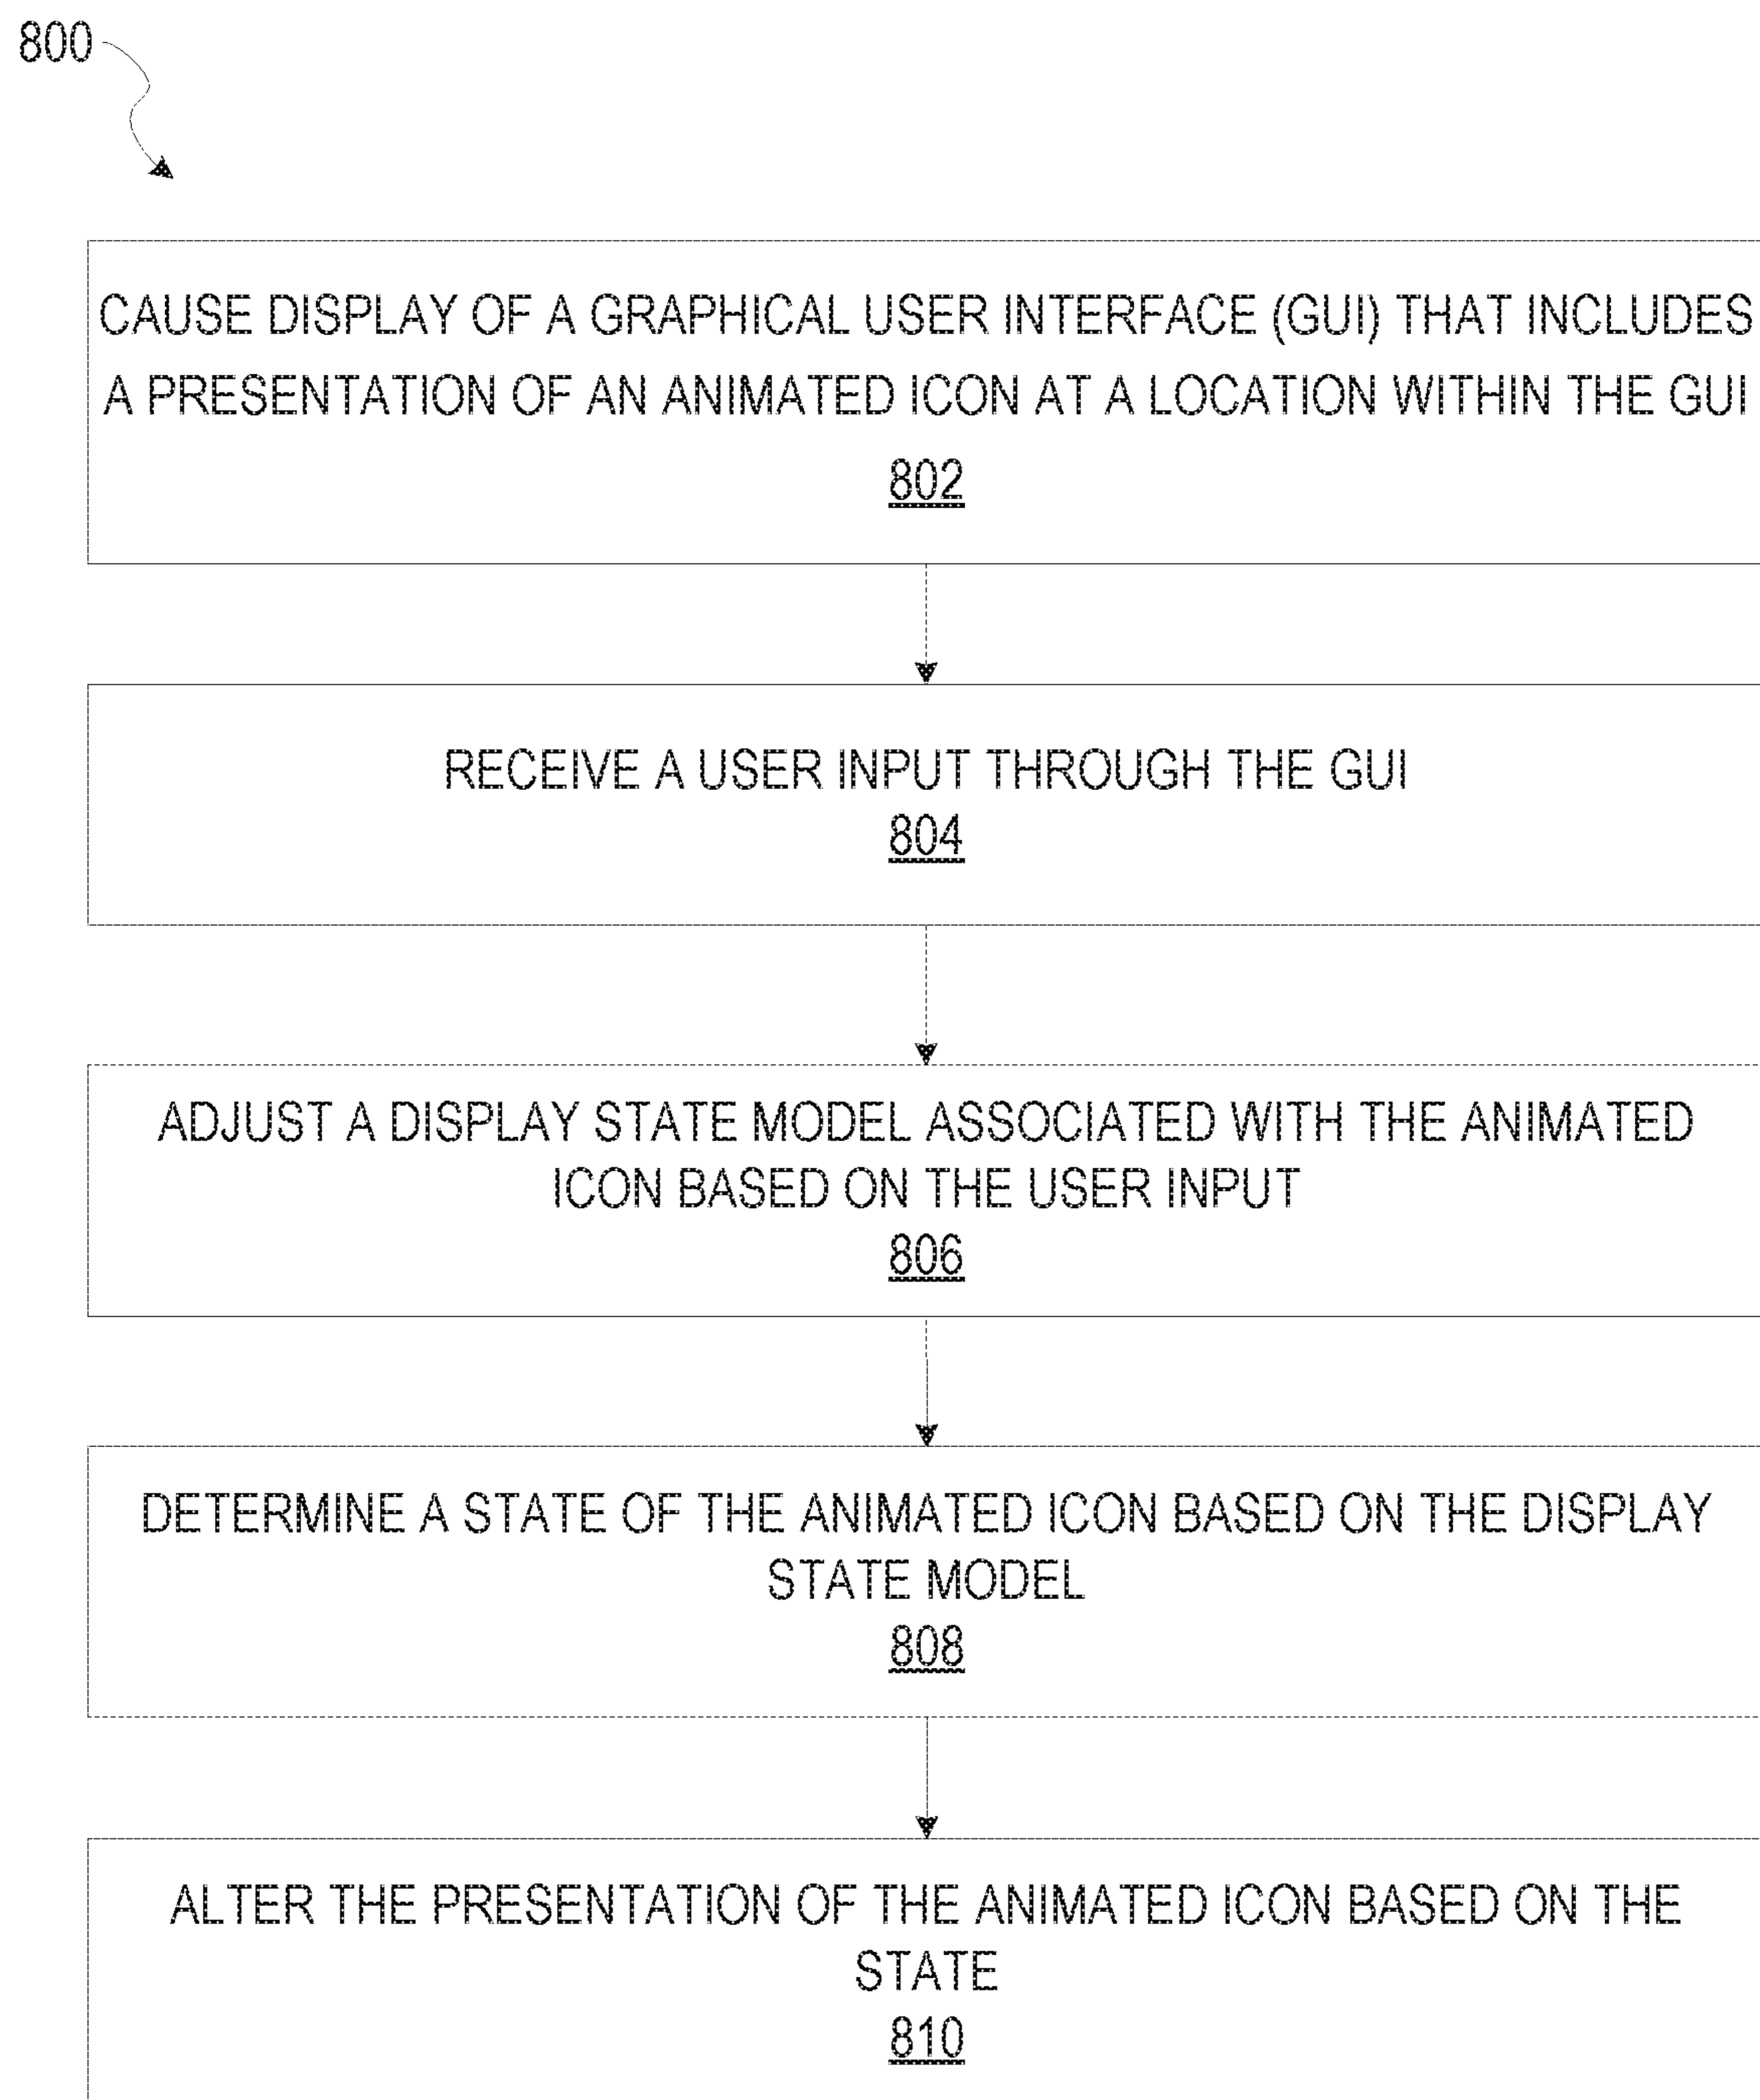 800
CAUSE DISPLAY OF A GRAPHICAL USER INTERFACE (GUI) THAT INCLUDES
A PRESENTATION OF AN ANIMATED ICON AT A LOCATION WITHIN THE GUI
802
RECEIVE A USER INPUT THROUGH THE GUI
804
ADJUST A DISPLAY STATE MODEL ASSOCIATED WITH THE ANIMATED
ICON BASED ON THE USER INPUT
806
DETERMINE A STATE OF THE ANIMATED ICON BASED ON THE DISPLAY
STATE MODEL
808
ALTER THE PRESENTATION OF THE ANIMATED ICON BASED ON THE
STATE
810